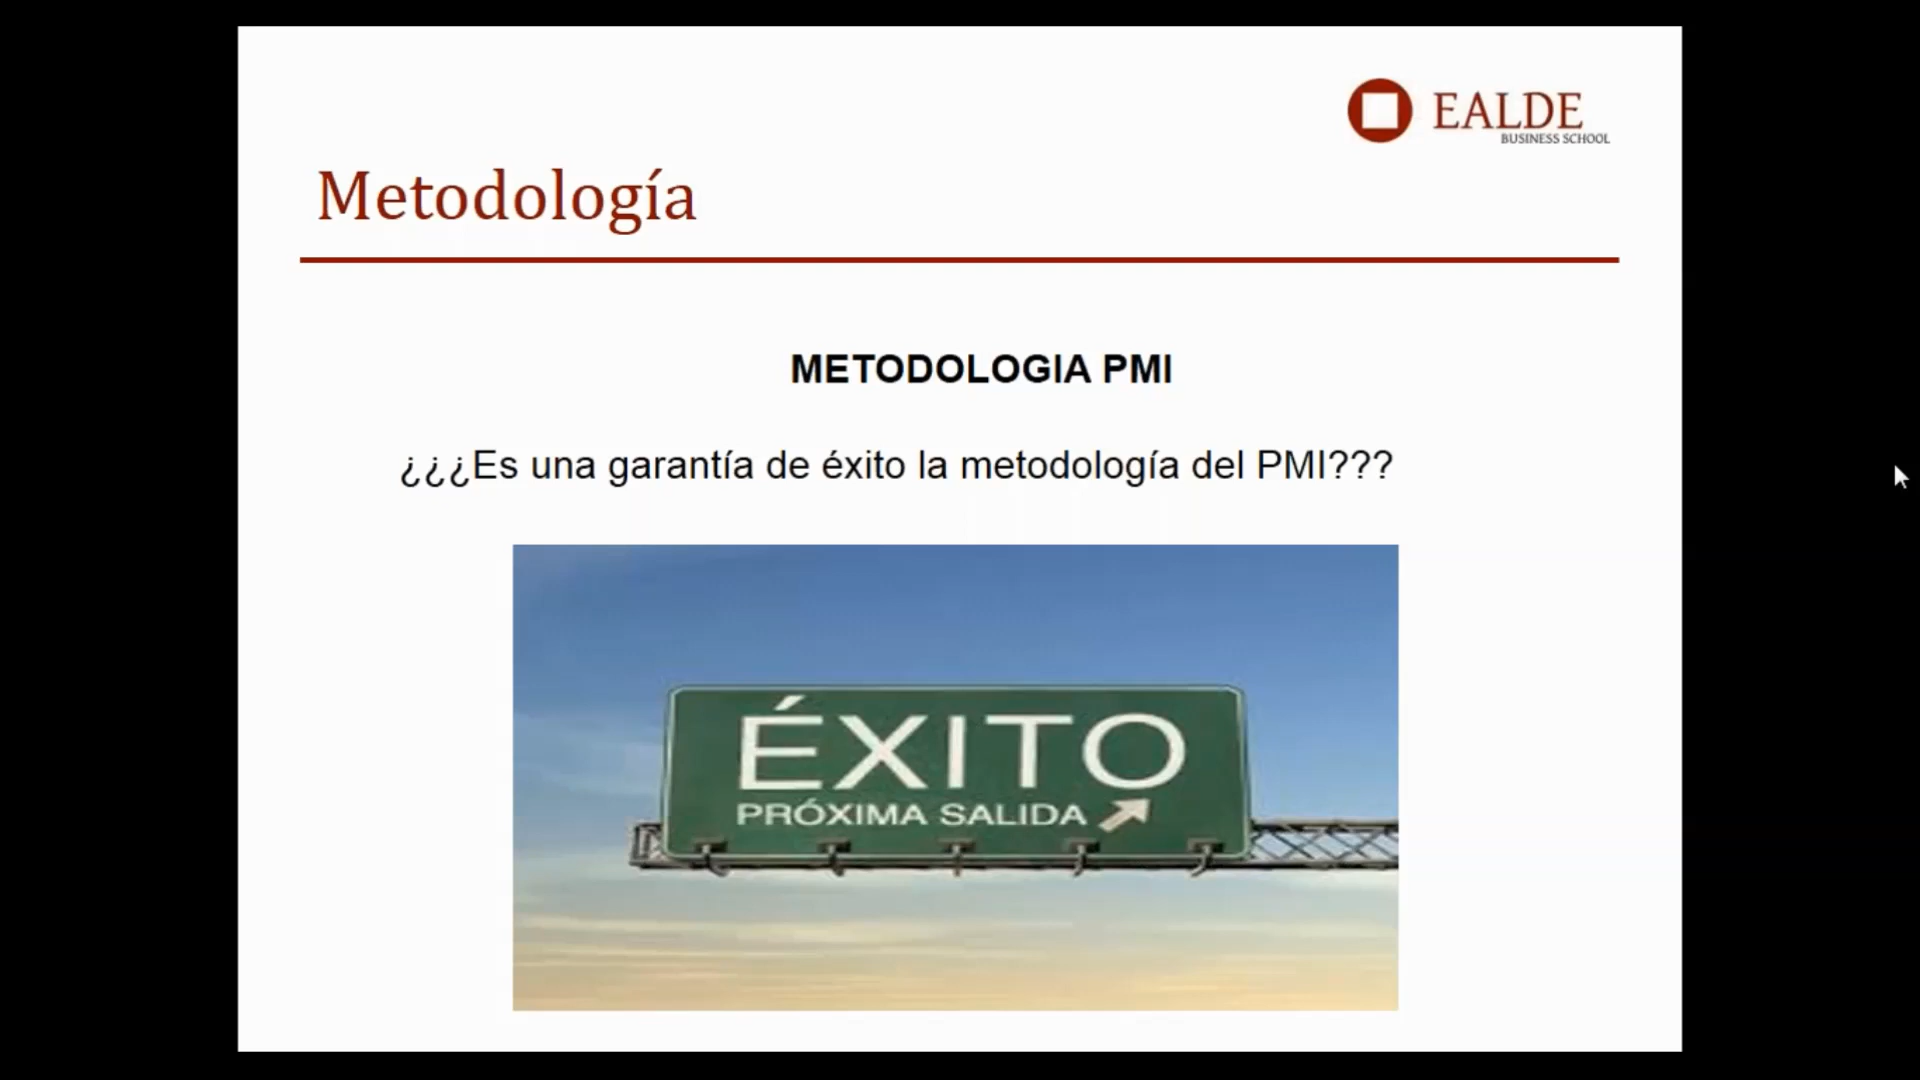 EALDE
BUSINESS SCHOOL
Metodología
METODOLOGIA PMI
¿¿¿Es una garantía de éxito la metodología del PMI???
ÉXITO
PRÓXIMA SALIDA